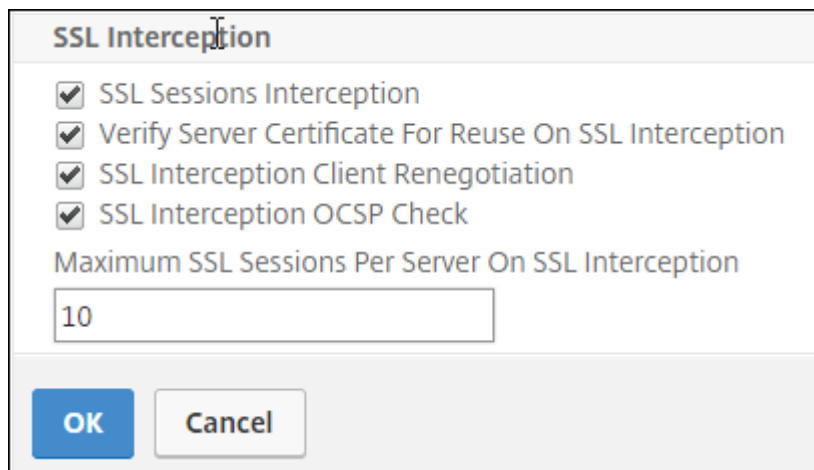 SSL Interception
SSL Sessions Interception
Verify Server Certificate For Reuse On SSL Interception
SSL Interception Client Renegotiation
SSL Interception OCSP Check
Maximum SSL Sessions Per Server On SSL Interception
10
OK Cancel